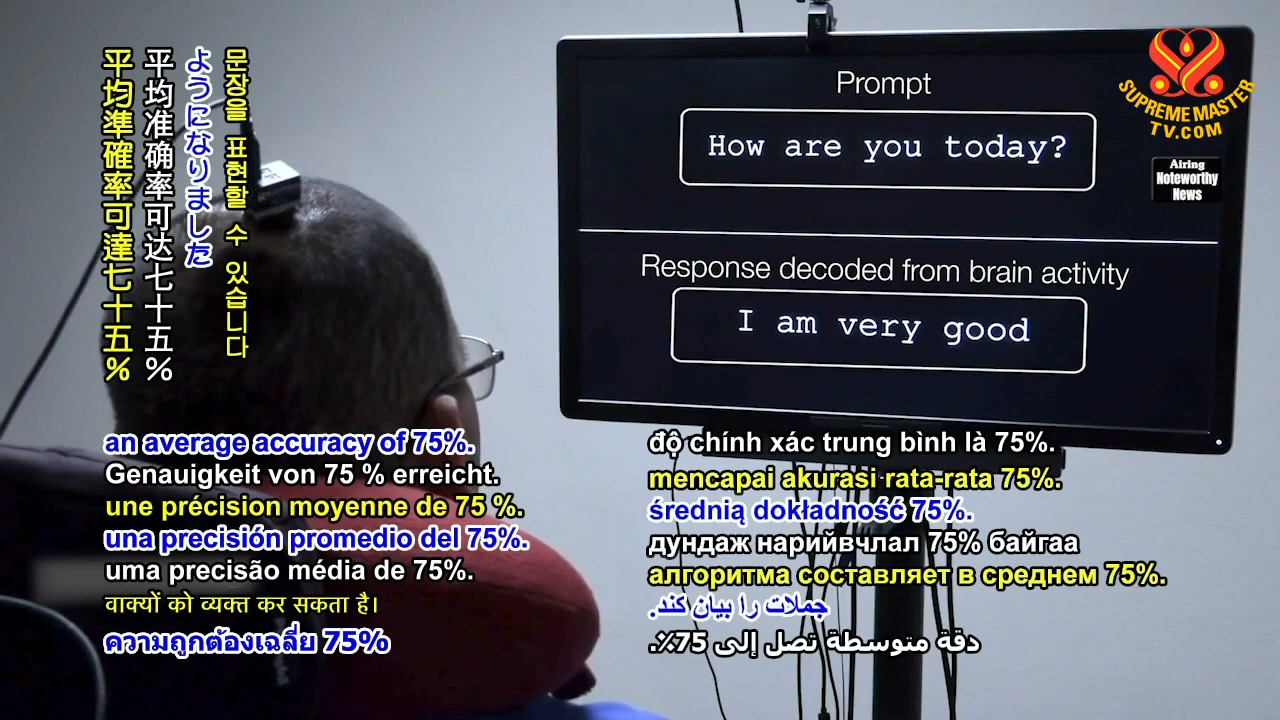 Prompt
How are you today?
Response decoded from brain activity
I am very good
SUPREME MASTER
TV.COM
Airing
Noteworthy
News
문장을 표현할 수 있습니다
ようになりました
平均准确率可达七十五%
平均準確率可達七十五%
an average accuracy of 75%.
Genauigkeit von 75 % erreicht.
une précision moyenne de 75 %.
una precisión promedio del 75%.
uma precisão média de 75%.
वाक्यों को व्यक्त कर सकता है।
ความถูกต้องเฉลี่ย 75%
độ chính xác trung bình là 75%.
mencapai akurasi rata-rata 75%.
średnią dokładność 75%.
дундаж нарийвчлал 75% байгаа
алгоритма составляет в среднем 75%.
جملات را بیان کند.
دقة متوسطة تصل إلى 75٪.